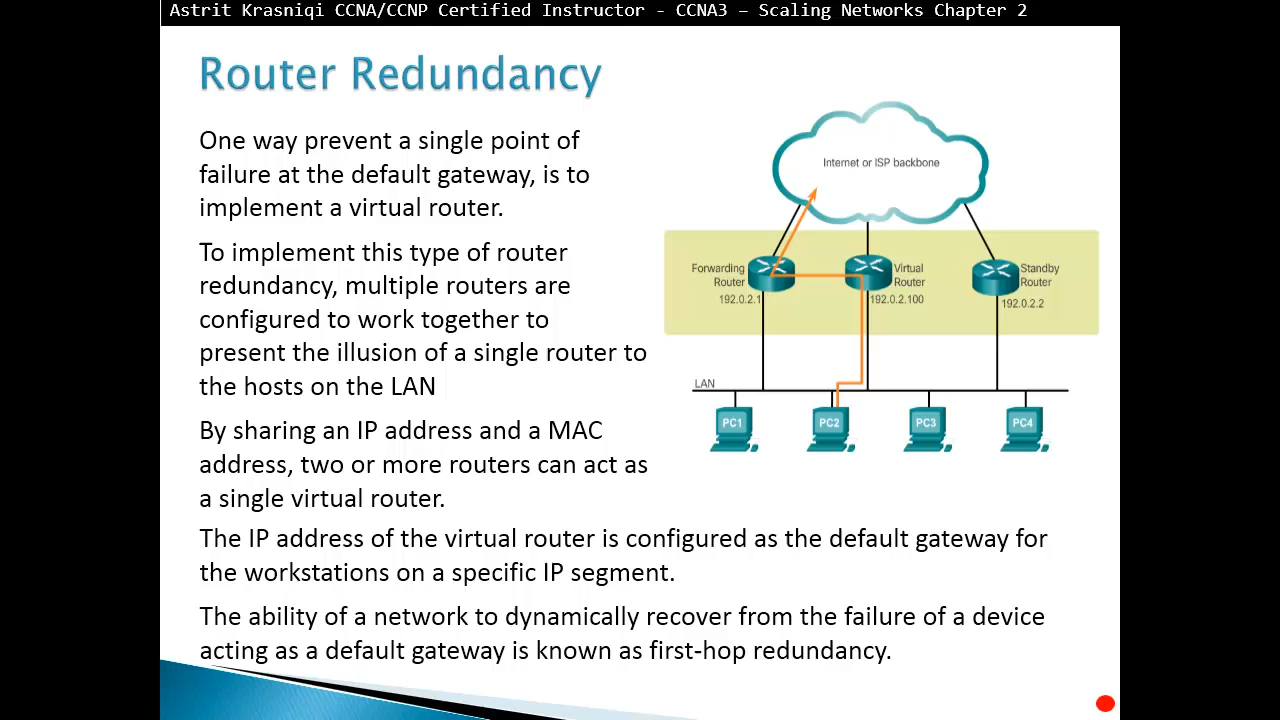 Astrit Krasniqi CCNA/CCNP Certified Instructor - CCNA3 – Scaling Networks Chapter 2
Router Redundancy
One way prevent a single point of
failure at the default gateway, is to
implement a virtual router.
To implement this type of router
redundancy, multiple routers are
configured to work together to
present the illusion of a single router to
the hosts on the LAN
By sharing an IP address and a MAC
address, two or more routers can act as
a single virtual router.
The IP address of the virtual router is configured as the default gateway for
the workstations on a specific IP segment.
The ability of a network to dynamically recover from the failure of a device
acting as a default gateway is known as first-hop redundancy.
Internet or ISP backbone
Forwarding
Router
192.0.2.1
Virtual
Router
192.0.2.100
Standby
Router
192.0.2.2
LAN
PC1
PC2
PC3
PC4